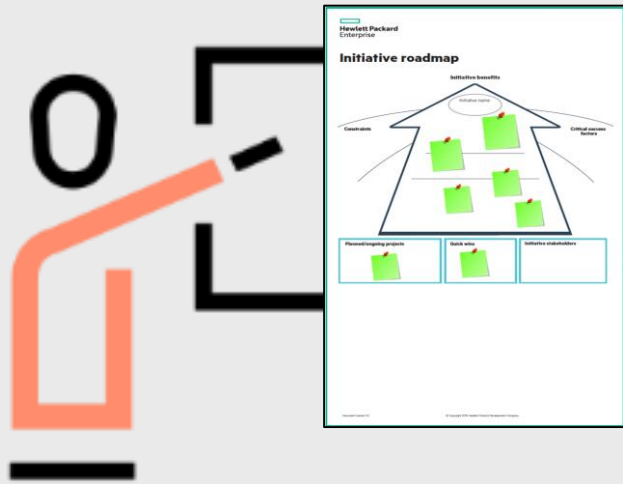 Hewlett Packard
Enterprise
Initiative roadmap
Initiative benefits
Initiative name
Constraints
Critical success
factors
Planned/ongoing projects
Quick wins
Initiative stakeholders